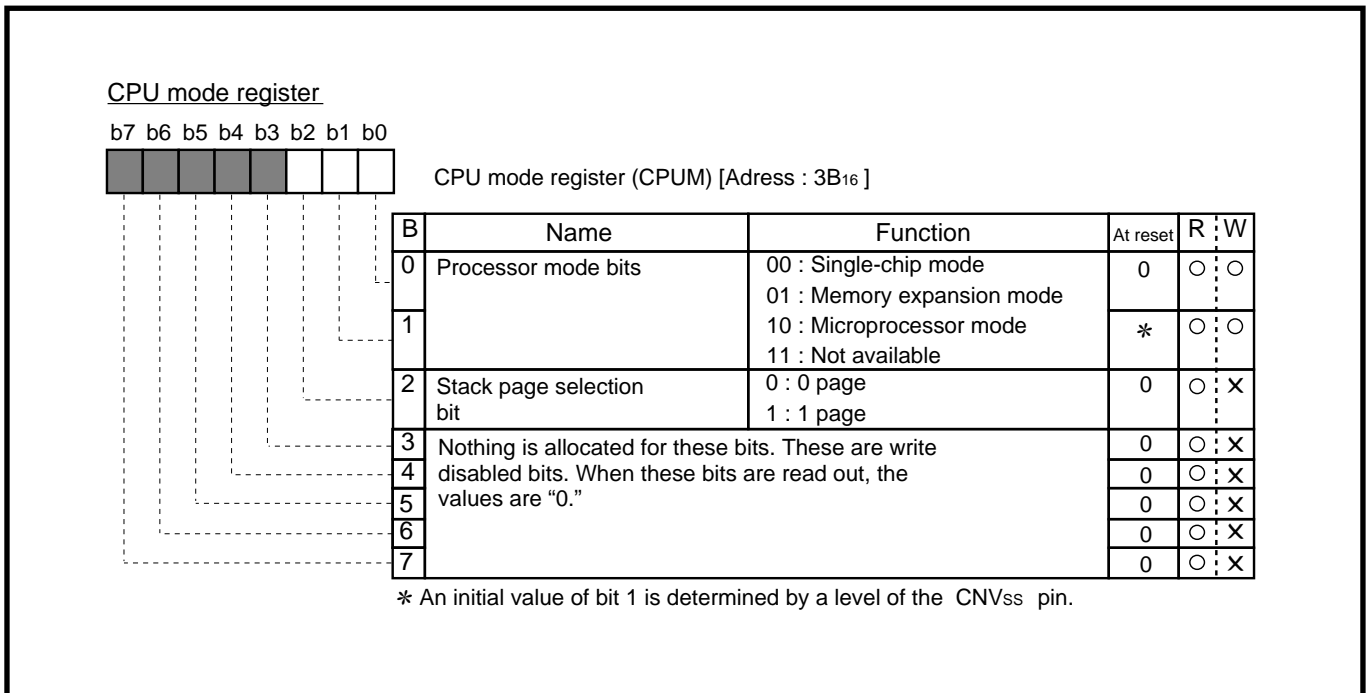 CPU mode register
b7 b6 b5 b4 b3 b2 b1 b0
CPU mode register (CPUM) [Adress : 3B16 ]
B Name Function At reset R W
0 Processor mode bits 00 : Single-chip mode 0 ○ ○
01 : Memory expansion mode
1 10 : Microprocessor mode * ○ ○
11 : Not available
2 Stack page selection 0 : 0 page 0 ○ ×
bit 1 : 1 page
3 Nothing is allocated for these bits. These are write 0 ○ ×
4 disabled bits. When these bits are read out, the 0 ○ ×
5 values are “0.” 0 ○ ×
6 0 ○ ×
7 0 ○ ×
* An initial value of bit 1 is determined by a level of the CNVss pin.